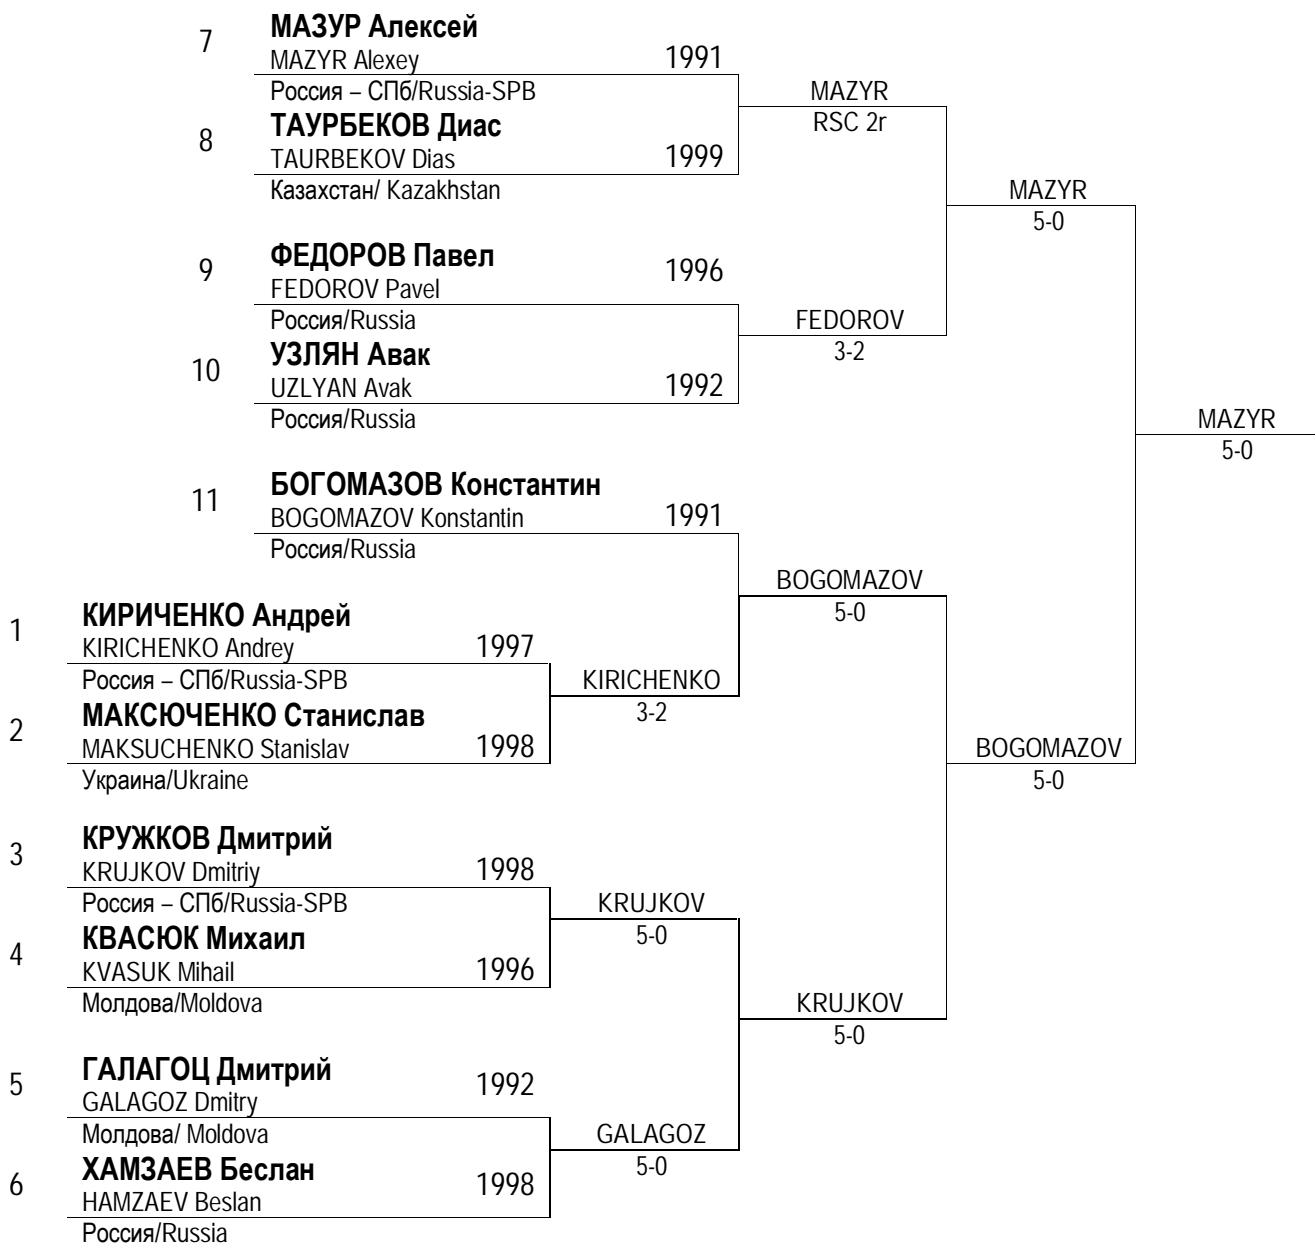 7
МАЗУР Алексей
MAZYR Alexey 1991
Россия – СПб/Russia-SPB
8
ТАУРБЕКОВ Диас
TAURBEKOV Dias 1999
Казахстан/ Kazakhstan
MAZYR
RSC 2r
MAZYR
5-0
9
ФЕДОРОВ Павел
FEDOROV Pavel 1996
Россия/Russia
10
УЗЛЯН Авак
UZLYAN Avak 1992
Россия/Russia
FEDOROV
3-2
MAZYR
5-0
11
БОГОМАЗОВ Константин
BOGOMAZOV Konstantin 1991
Россия/Russia
BOGOMAZOV
5-0
1
КИРИЧЕНКО Андрей
KIRICHENKO Andrey 1997
Россия – СПб/Russia-SPB
2
МАКСЮЧЕНКО Станислав
MAKSUCHENKO Stanislav 1998
Украина/Ukraine
KIRICHENKO
3-2
BOGOMAZOV
5-0
3
КРУЖКОВ Дмитрий
KRUJKOV Dmitriy 1998
Россия – СПб/Russia-SPB
4
КВАСЮК Михаил
KVASUK Mihail 1996
Молдова/Moldova
KRUJKOV
5-0
KRUJKOV
5-0
5
ГАЛАГОЦ Дмитрий
GALAGOZ Dmitry 1992
Молдова/ Moldova
6
ХАМЗАЕВ Беслан
HAMZAEV Beslan 1998
Россия/Russia
GALAGOZ
5-0